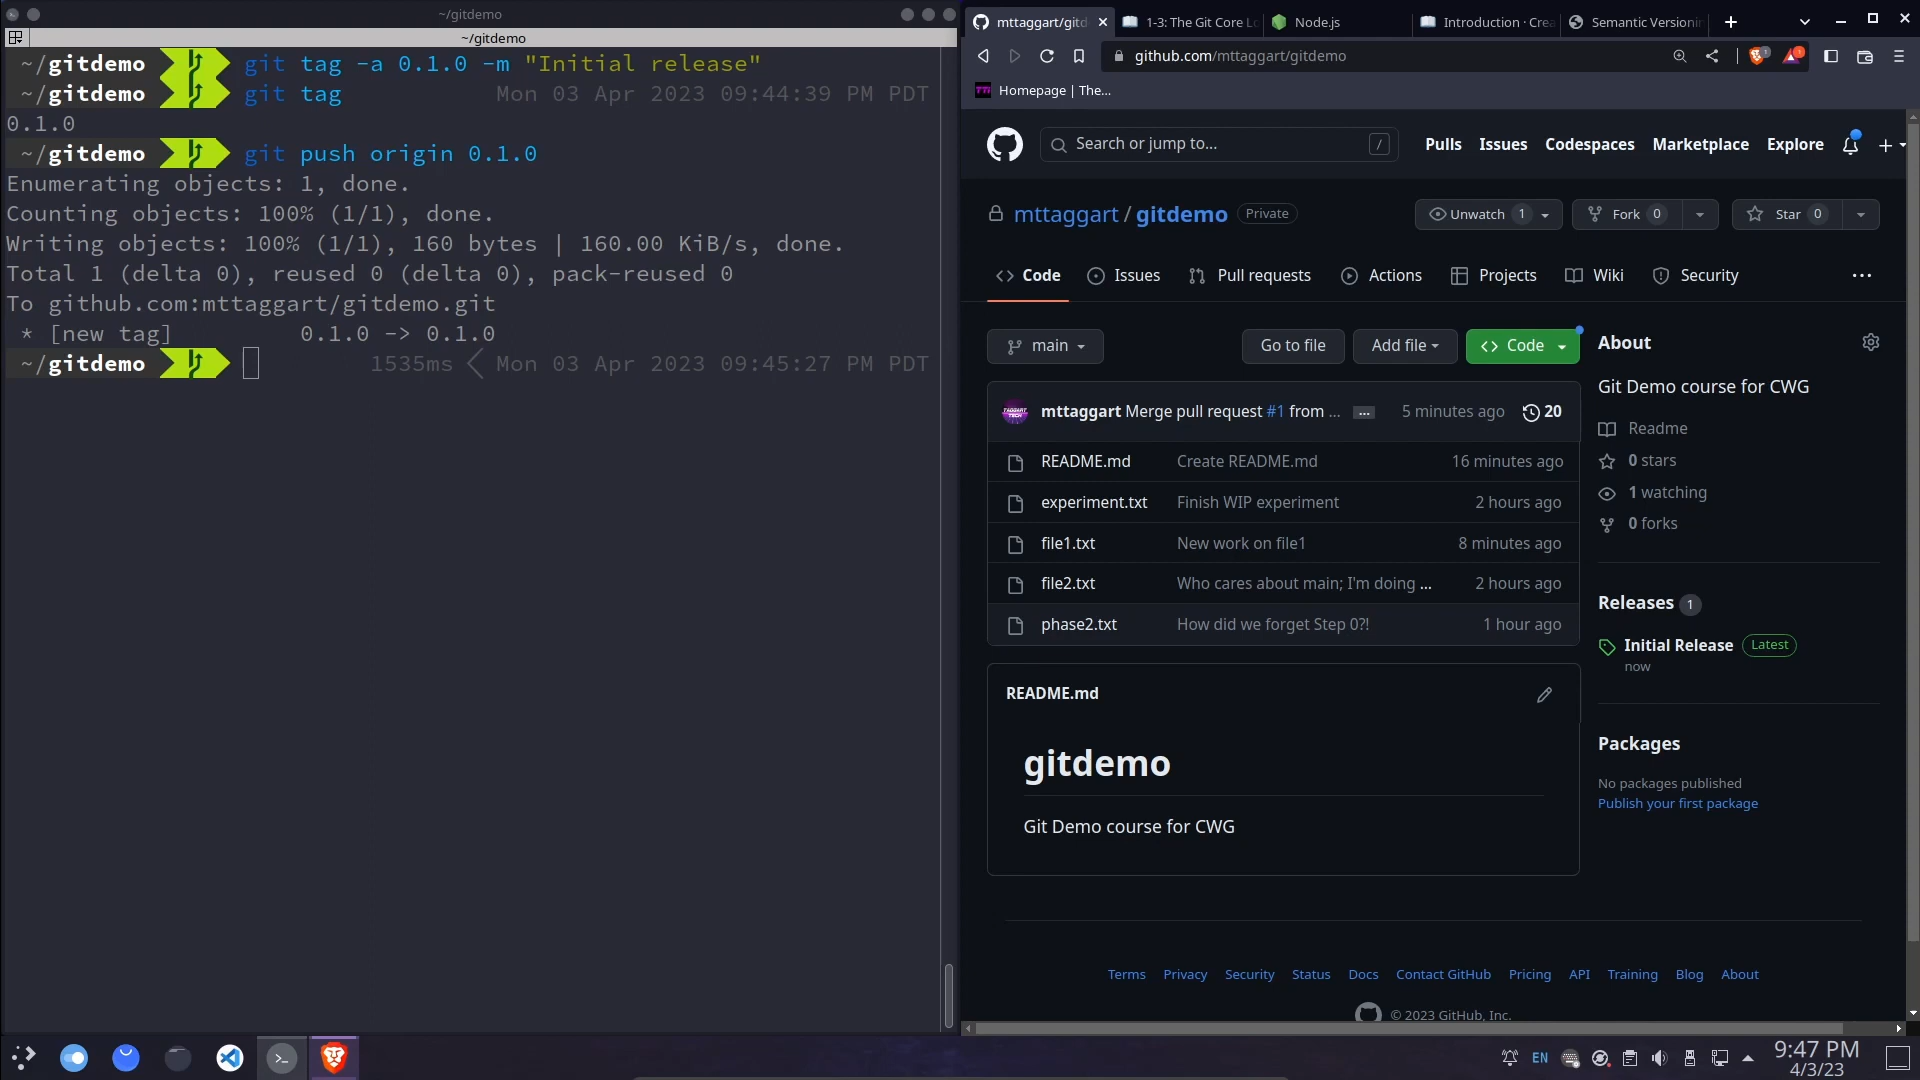 ~/gitdemo
~/gitdemo
~/gitdemo git tag -a 0.1.0 -m "Initial release"
~/gitdemo git tag Mon 03 Apr 2023 09:44:39 PM PDT
0.1.0
~/gitdemo git push origin 0.1.0
Enumerating objects: 1, done.
Counting objects: 100% (1/1), done.
Writing objects: 100% (1/1), 160 bytes | 160.00 KiB/s, done.
Total 1 (delta 0), reused 0 (delta 0), pack-reused 0
To github.com:mttaggart/gitdemo.git
* [new tag] 0.1.0 -> 0.1.0
~/gitdemo 1535ms Mon 03 Apr 2023 09:45:27 PM PDT
mttaggart/gitd
1-3: The Git Core Lo
Node.js
Introduction · Crea
Semantic Versionin
github.com/mttaggart/gitdemo
Homepage | The...
Search or jump to... /
Pulls Issues Codespaces Marketplace Explore
mttaggart / gitdemo Private
Unwatch 1 Fork 0 Star 0
Code Issues Pull requests Actions Projects Wiki Security ...
main Go to file Add file Code
mttaggart Merge pull request #1 from ... ... 5 minutes ago 20
README.md Create README.md 16 minutes ago
experiment.txt Finish WIP experiment 2 hours ago
file1.txt New work on file1 8 minutes ago
file2.txt Who cares about main; I'm doing ... 2 hours ago
phase2.txt How did we forget Step 0?! 1 hour ago
README.md
gitdemo
Git Demo course for CWG
About
Git Demo course for CWG
Readme
0 stars
1 watching
0 forks
Releases 1
Initial Release Latest
now
Packages
No packages published
Publish your first package
Terms Privacy Security Status Docs Contact GitHub Pricing API Training Blog About
© 2023 GitHub, Inc.
EN
9:47 PM
4/3/23